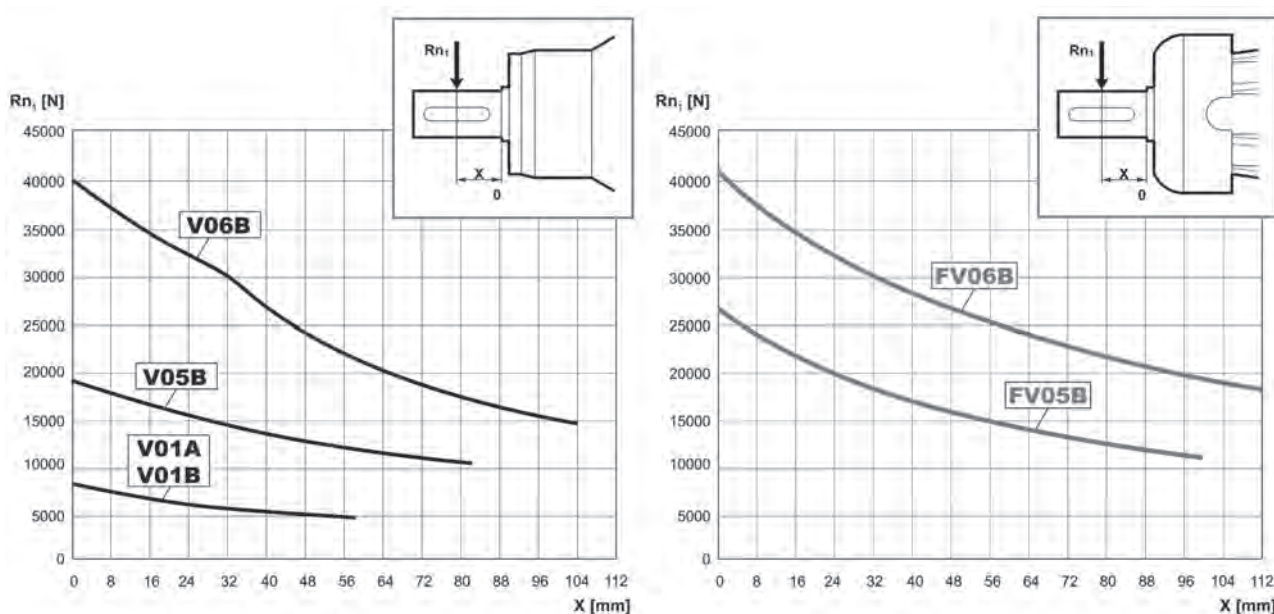 Rn₁
X
0
Rn₁ [N]
45000
40000
35000
30000
25000
20000
15000
10000
5000
0
V06B
V05B
V01A
V01B
0 8 16 24 32 40 48 56 64 72 80 88 96 104 112
X [mm]
Rn₁
X
0
Rn₁ [N]
45000
40000
35000
30000
25000
20000
15000
10000
5000
0
FV06B
FV05B
0 8 16 24 32 40 48 56 64 72 80 88 96 104 112
X [mm]